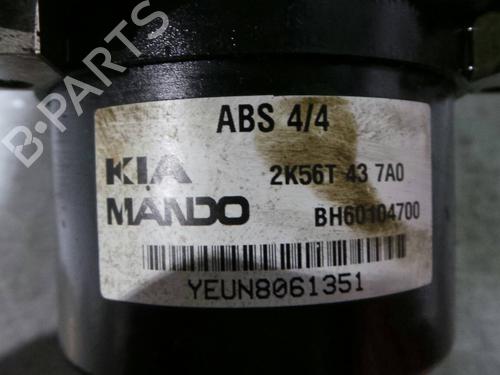 ABS 4/4
KIA 2K56T 43 7A0
MANDO BH60104700
YEUN8061351
B-PARTS